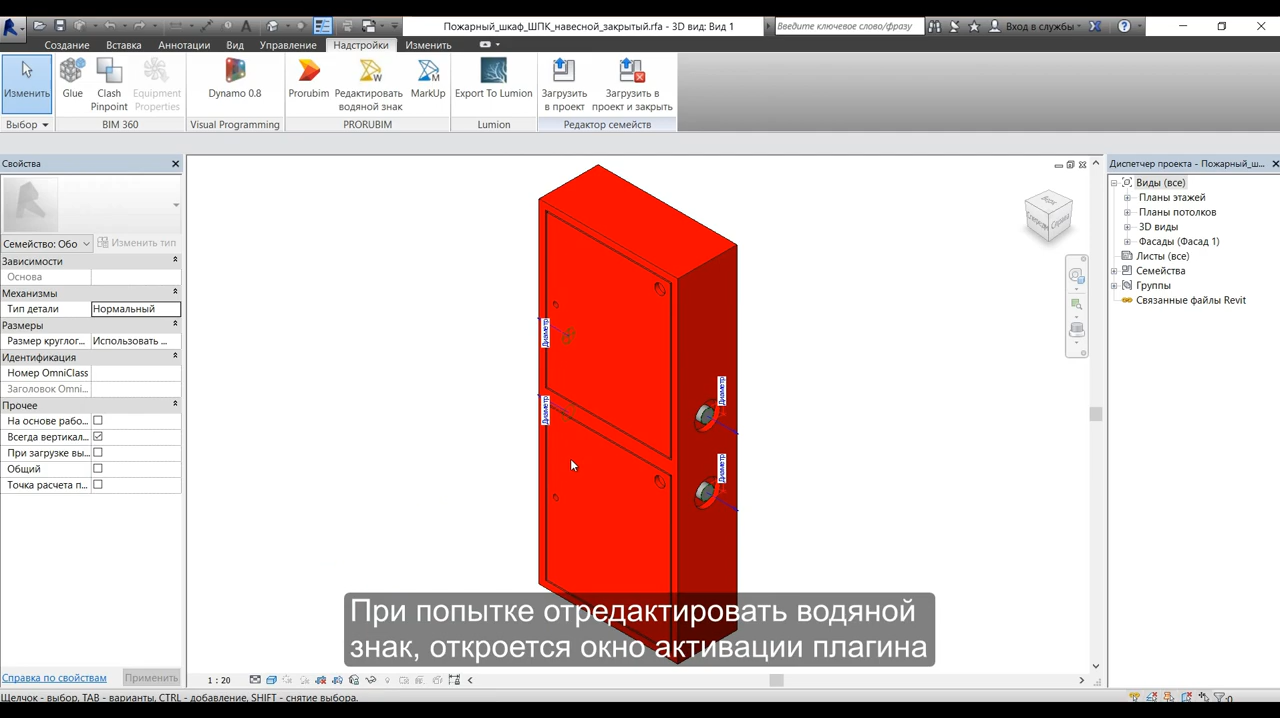 Пожарный_шкаф_ШПК_навесной_закрытый.rfa - 3D вид: Вид 1
Введите ключевое слово/фразу
Вход в службы
Создание Вставка Аннотации Вид Управление Надстройки Изменить
Изменить
Glue
Clash Pinpoint
Equipment Properties
Dynamo 0.8
Prorubim
Редактировать водяной знак
MarkUp
Export To Lumion
Загрузить в проект
Загрузить в проект и закрыть
Выбор
BIM 360
Visual Programming
PRORUBIM
Lumion
Редактор семейств
Свойства
Семейство: Обо
Изменить тип
Зависимости
Основа
Механизмы
Тип детали Нормальный
Размеры
Размер круглог... Использовать ...
Идентификация
Номер OmniClass
Заголовок Omni...
Прочее
На основе рабо...
Всегда вертикал...
При загрузке вы...
Общий
Точка расчета п...
Справка по свойствам
Применить
Диаметр
Диаметр
Диаметр
Диаметр
Диспетчер проекта - Пожарный_ш...
Виды (все)
Планы этажей
Планы потолков
3D виды
Фасады (Фасад 1)
Листы (все)
Семейства
Группы
Связанные файлы Revit
При попытке отредактировать водяной
знак, откроется окно активации плагина
1 : 20
Щелчок - выбор, TAB - варианты, CTRL - добавление, SHIFT - снятие выбора.
:0